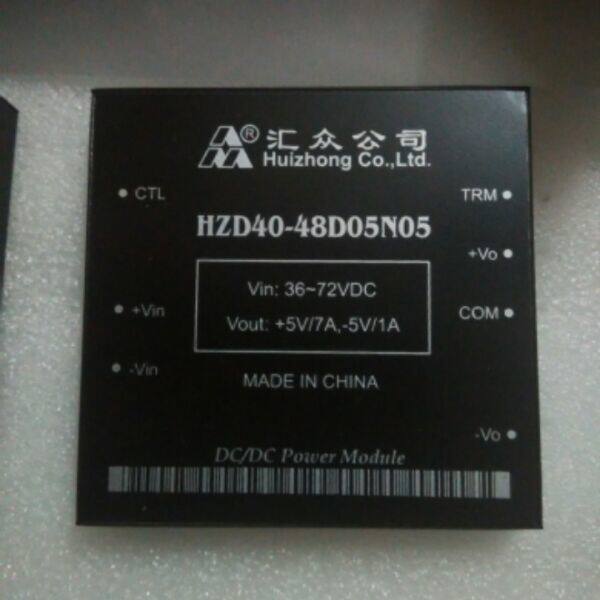 ® 汇众公司
Huizhong Co.,Ltd.
CTL
TRM
HZD40-48D05N05
+Vo
Vin: 36~72VDC
+Vin
COM
Vout: +5V/7A,-5V/1A
-Vin
MADE IN CHINA
-Vo
DC/DC Power Module